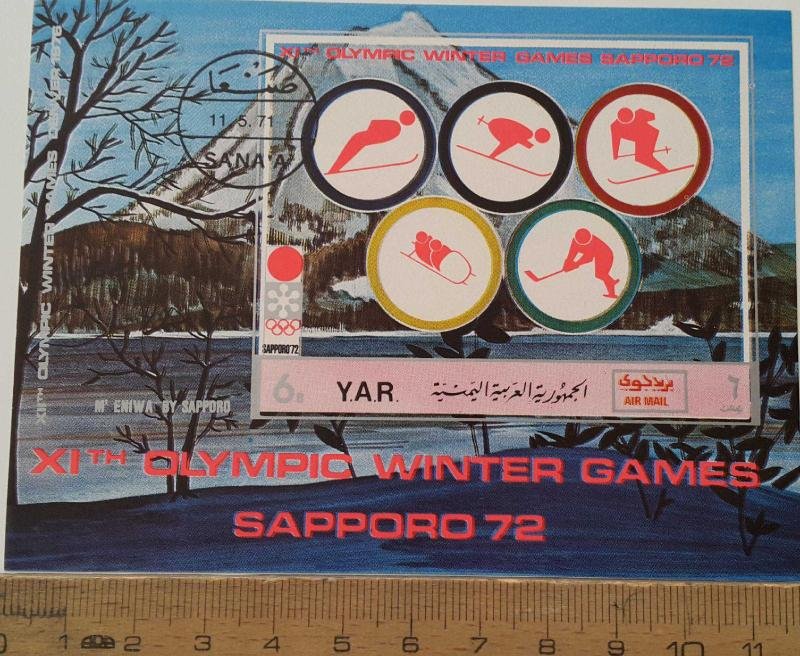 XITH OLYMPIC WINTER GAMES SAPPORO 72
صنعا
11.5.71
SANA'A
SAPPORO'72
6B
Y.A.R.
الجمهورية العربية اليمنية
بريد جوي
AIR MAIL
٦
Mt ENIWA BY SAPPORO
XITH OLYMPIC WINTER GAMES
SAPPORO 72
XITH OLYMPIC WINTER GAMES
0 1 2 3 4 5 6 7 8 9 10 11